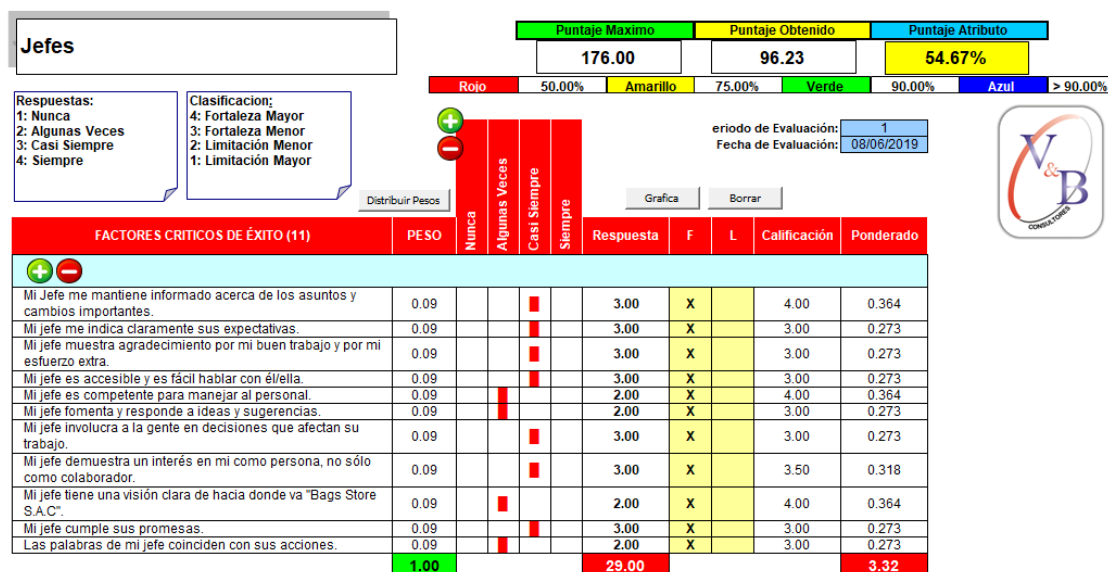 Jefes
Puntaje Maximo Puntaje Obtenido Puntaje Atributo
176.00 96.23 54.67%
Rojo 50.00% Amarillo 75.00% Verde 90.00% Azul > 90.00%
Respuestas:
1: Nunca
2: Algunas Veces
3: Casi Siempre
4: Siempre
Clasificacion:
4: Fortaleza Mayor
3: Fortaleza Menor
2: Limitación Menor
1: Limitación Mayor
eriodo de Evaluación: 1
Fecha de Evaluación: 08/06/2019
V&B
CONSULTORES
Distribuir Pesos
Grafica
Borrar
FACTORES CRITICOS DE ÉXITO (11) PESO Nunca Algunas Veces Casi Siempre Siempre Respuesta F L Calificación Ponderado
Mi Jefe me mantiene informado acerca de los asuntos y
cambios importantes. 0.09 3.00 X 4.00 0.364
Mi jefe me indica claramente sus expectativas. 0.09 3.00 X 3.00 0.273
Mi jefe muestra agradecimiento por mi buen trabajo y por mi
esfuerzo extra. 0.09 3.00 X 3.00 0.273
Mi jefe es accesible y es fácil hablar con él/ella. 0.09 3.00 X 3.00 0.273
Mi jefe es competente para manejar al personal. 0.09 2.00 X 4.00 0.364
Mi jefe fomenta y responde a ideas y sugerencias. 0.09 2.00 X 3.00 0.273
Mi jefe involucra a la gente en decisiones que afectan su
trabajo. 0.09 3.00 X 3.00 0.273
Mi jefe demuestra un interés en mi como persona, no sólo
como colaborador. 0.09 3.00 X 3.50 0.318
Mi jefe tiene una visión clara de hacia donde va "Bags Store
S.A.C". 0.09 2.00 X 4.00 0.364
Mi jefe cumple sus promesas. 0.09 3.00 X 3.00 0.273
Las palabras de mi jefe coinciden con sus acciones. 0.09 2.00 X 3.00 0.273
1.00 29.00 3.32